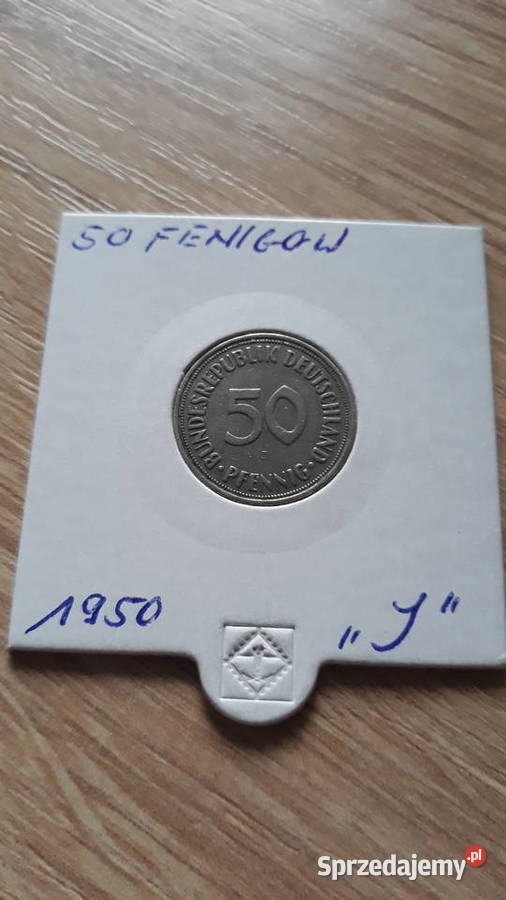 50 FENIGOW
BUNDESREPUBLIK DEUTSCHLAND
50
• PFENNIG •
1950
„J”
Sprzedajemy.pl